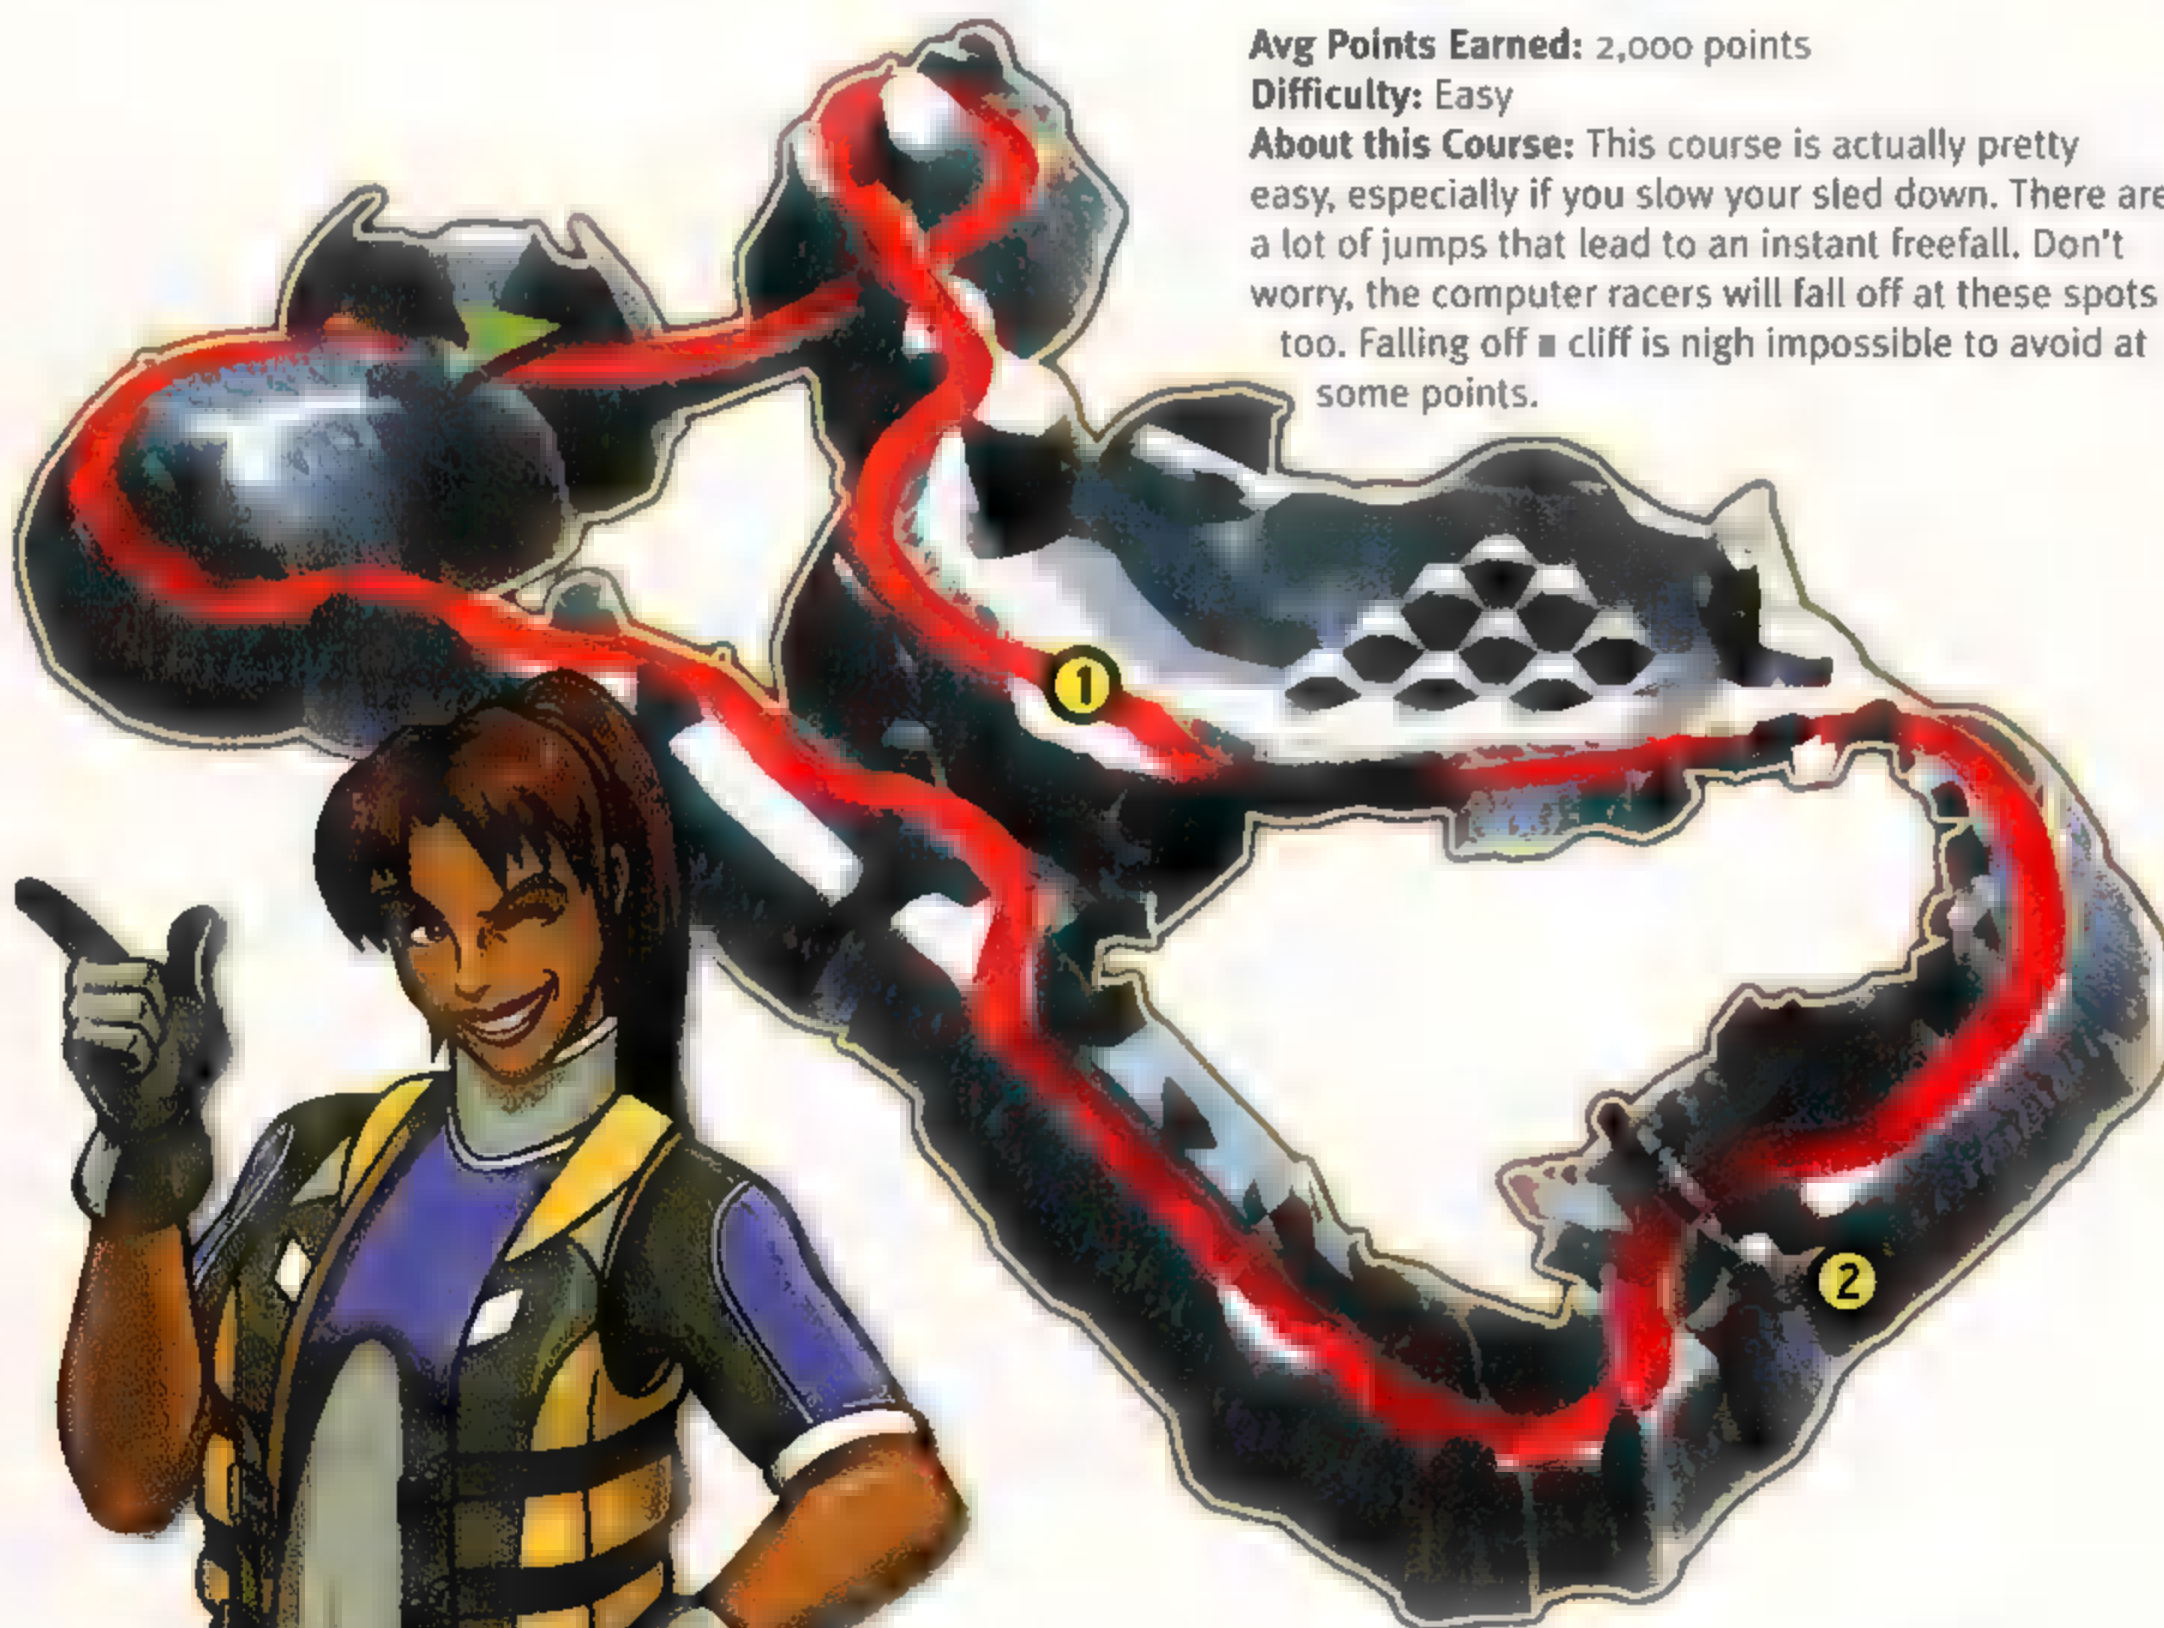 Avg Points Earned: 2,000 points
Difficulty: Easy
About this Course: This course is actually pretty
easy, especially if you slow your sled down. There are
a lot of jumps that lead to an instant freefall. Don't
worry, the computer racers will fall off at these spots
too. Falling off a cliff is nigh impossible to avoid at
some points.
1
2